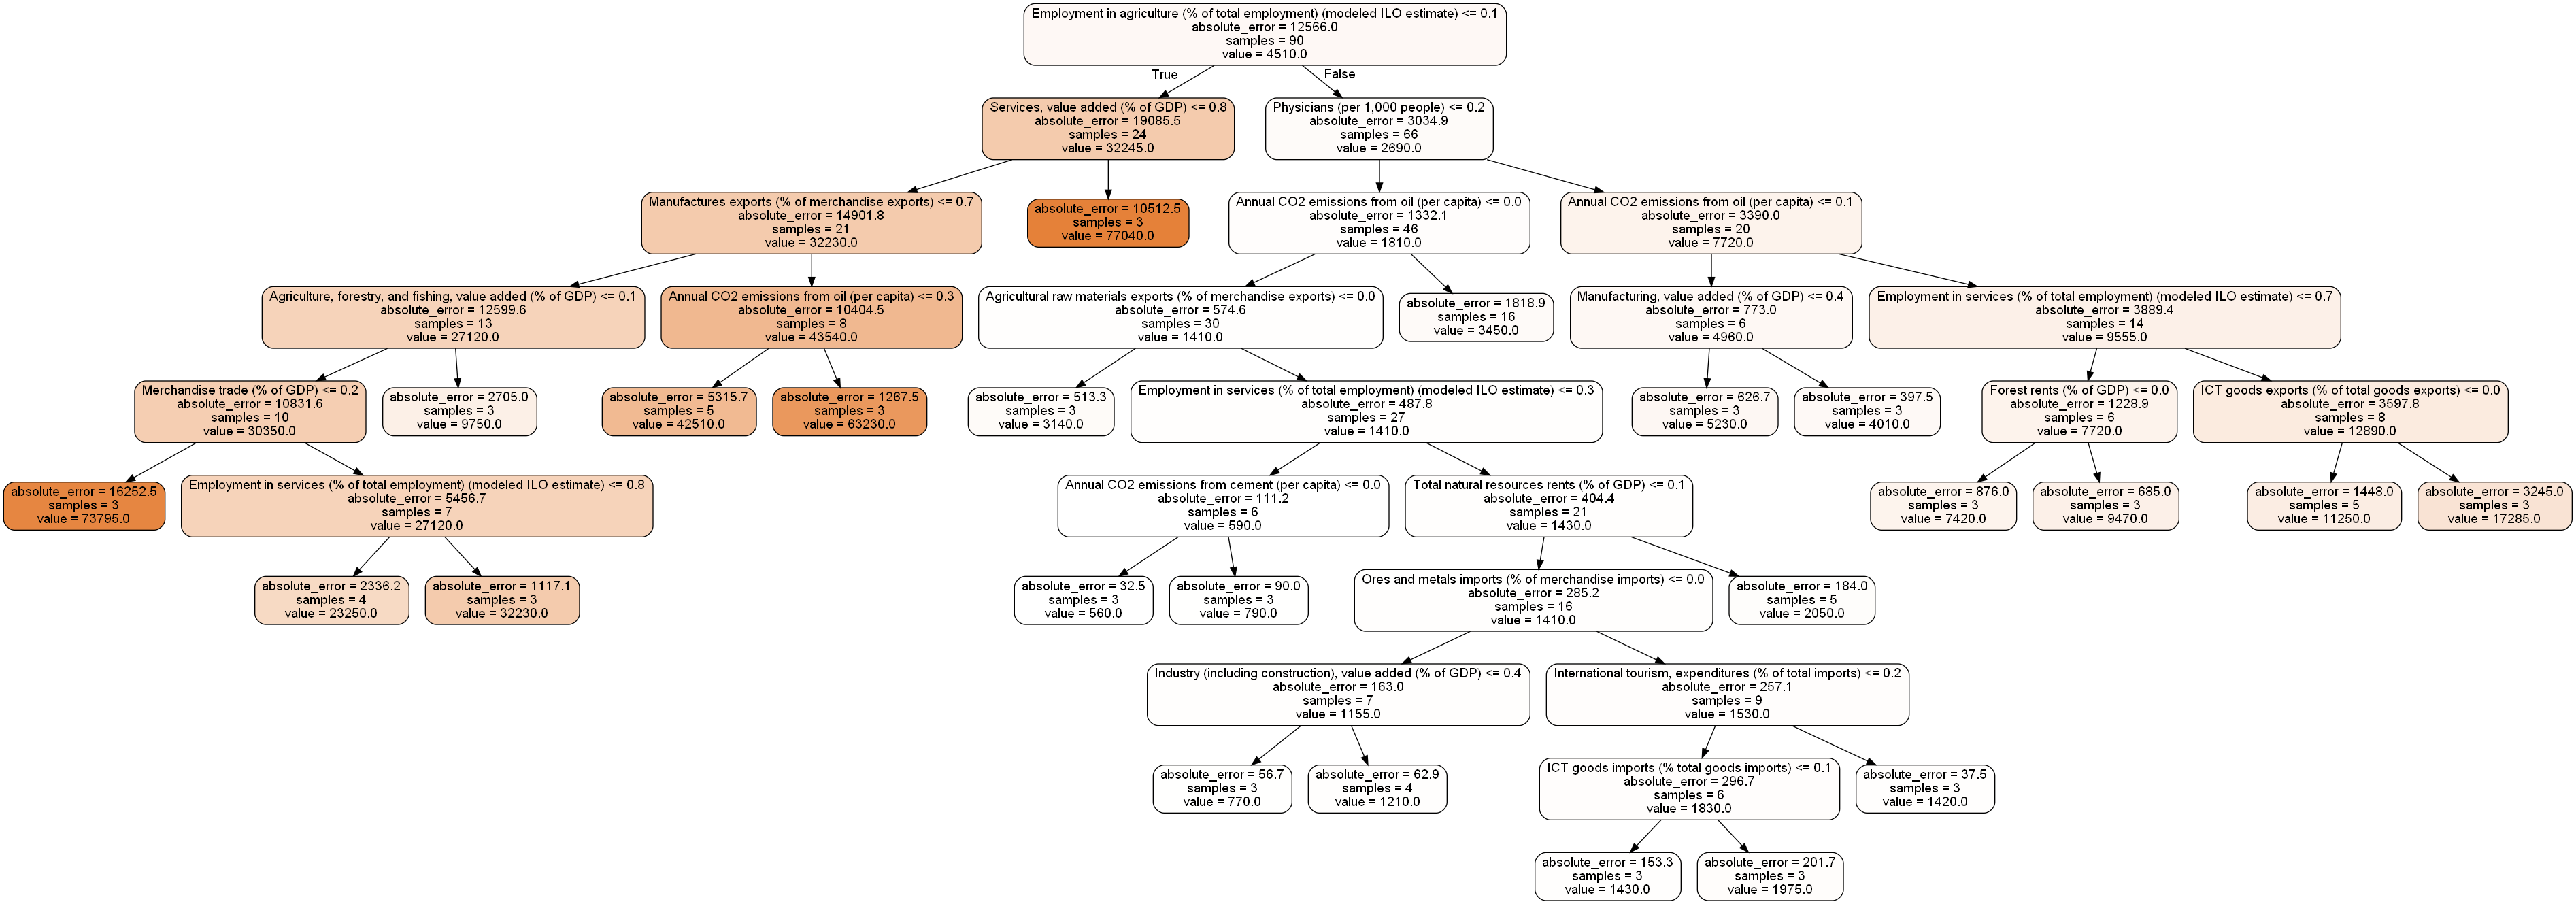 Employment in agriculture (% of total employment) (modeled ILO estimate) <= 0.1
absolute_error = 12566.0
samples = 90
value = 4510.0
True
False
Services, value added (% of GDP) <= 0.8
absolute_error = 19085.5
samples = 24
value = 32245.0
Physicians (per 1,000 people) <= 0.2
absolute_error = 3034.9
samples = 66
value = 2690.0
Manufactures exports (% of merchandise exports) <= 0.7
absolute_error = 14901.8
samples = 21
value = 32230.0
absolute_error = 10512.5
samples = 3
value = 77040.0
Annual CO2 emissions from oil (per capita) <= 0.0
absolute_error = 1332.1
samples = 46
value = 1810.0
Annual CO2 emissions from oil (per capita) <= 0.1
absolute_error = 3390.0
samples = 20
value = 7720.0
Agriculture, forestry, and fishing, value added (% of GDP) <= 0.1
absolute_error = 12599.6
samples = 13
value = 27120.0
Annual CO2 emissions from oil (per capita) <= 0.3
absolute_error = 10404.5
samples = 8
value = 43540.0
Agricultural raw materials exports (% of merchandise exports) <= 0.0
absolute_error = 574.6
samples = 30
value = 1410.0
absolute_error = 1818.9
samples = 16
value = 3450.0
Manufacturing, value added (% of GDP) <= 0.4
absolute_error = 773.0
samples = 6
value = 4960.0
Employment in services (% of total employment) (modeled ILO estimate) <= 0.7
absolute_error = 3889.4
samples = 14
value = 9555.0
Merchandise trade (% of GDP) <= 0.2
absolute_error = 10831.6
samples = 10
value = 30350.0
absolute_error = 2705.0
samples = 3
value = 9750.0
absolute_error = 5315.7
samples = 5
value = 42510.0
absolute_error = 1267.5
samples = 3
value = 63230.0
absolute_error = 513.3
samples = 3
value = 3140.0
Employment in services (% of total employment) (modeled ILO estimate) <= 0.3
absolute_error = 487.8
samples = 27
value = 1410.0
absolute_error = 626.7
samples = 3
value = 5230.0
absolute_error = 397.5
samples = 3
value = 4010.0
Forest rents (% of GDP) <= 0.0
absolute_error = 1228.9
samples = 6
value = 7720.0
ICT goods exports (% of total goods exports) <= 0.0
absolute_error = 3597.8
samples = 8
value = 12890.0
absolute_error = 16252.5
samples = 3
value = 73795.0
Employment in services (% of total employment) (modeled ILO estimate) <= 0.8
absolute_error = 5456.7
samples = 7
value = 27120.0
Annual CO2 emissions from cement (per capita) <= 0.0
absolute_error = 111.2
samples = 6
value = 590.0
Total natural resources rents (% of GDP) <= 0.1
absolute_error = 404.4
samples = 21
value = 1430.0
absolute_error = 876.0
samples = 3
value = 7420.0
absolute_error = 685.0
samples = 3
value = 9470.0
absolute_error = 1448.0
samples = 5
value = 11250.0
absolute_error = 3245.0
samples = 3
value = 17285.0
absolute_error = 2336.2
samples = 4
value = 23250.0
absolute_error = 1117.1
samples = 3
value = 32230.0
absolute_error = 32.5
samples = 3
value = 560.0
absolute_error = 90.0
samples = 3
value = 790.0
Ores and metals imports (% of merchandise imports) <= 0.0
absolute_error = 285.2
samples = 16
value = 1410.0
absolute_error = 184.0
samples = 5
value = 2050.0
Industry (including construction), value added (% of GDP) <= 0.4
absolute_error = 163.0
samples = 7
value = 1155.0
International tourism, expenditures (% of total imports) <= 0.2
absolute_error = 257.1
samples = 9
value = 1530.0
absolute_error = 56.7
samples = 3
value = 770.0
absolute_error = 62.9
samples = 4
value = 1210.0
ICT goods imports (% total goods imports) <= 0.1
absolute_error = 296.7
samples = 6
value = 1830.0
absolute_error = 37.5
samples = 3
value = 1420.0
absolute_error = 153.3
samples = 3
value = 1430.0
absolute_error = 201.7
samples = 3
value = 1975.0